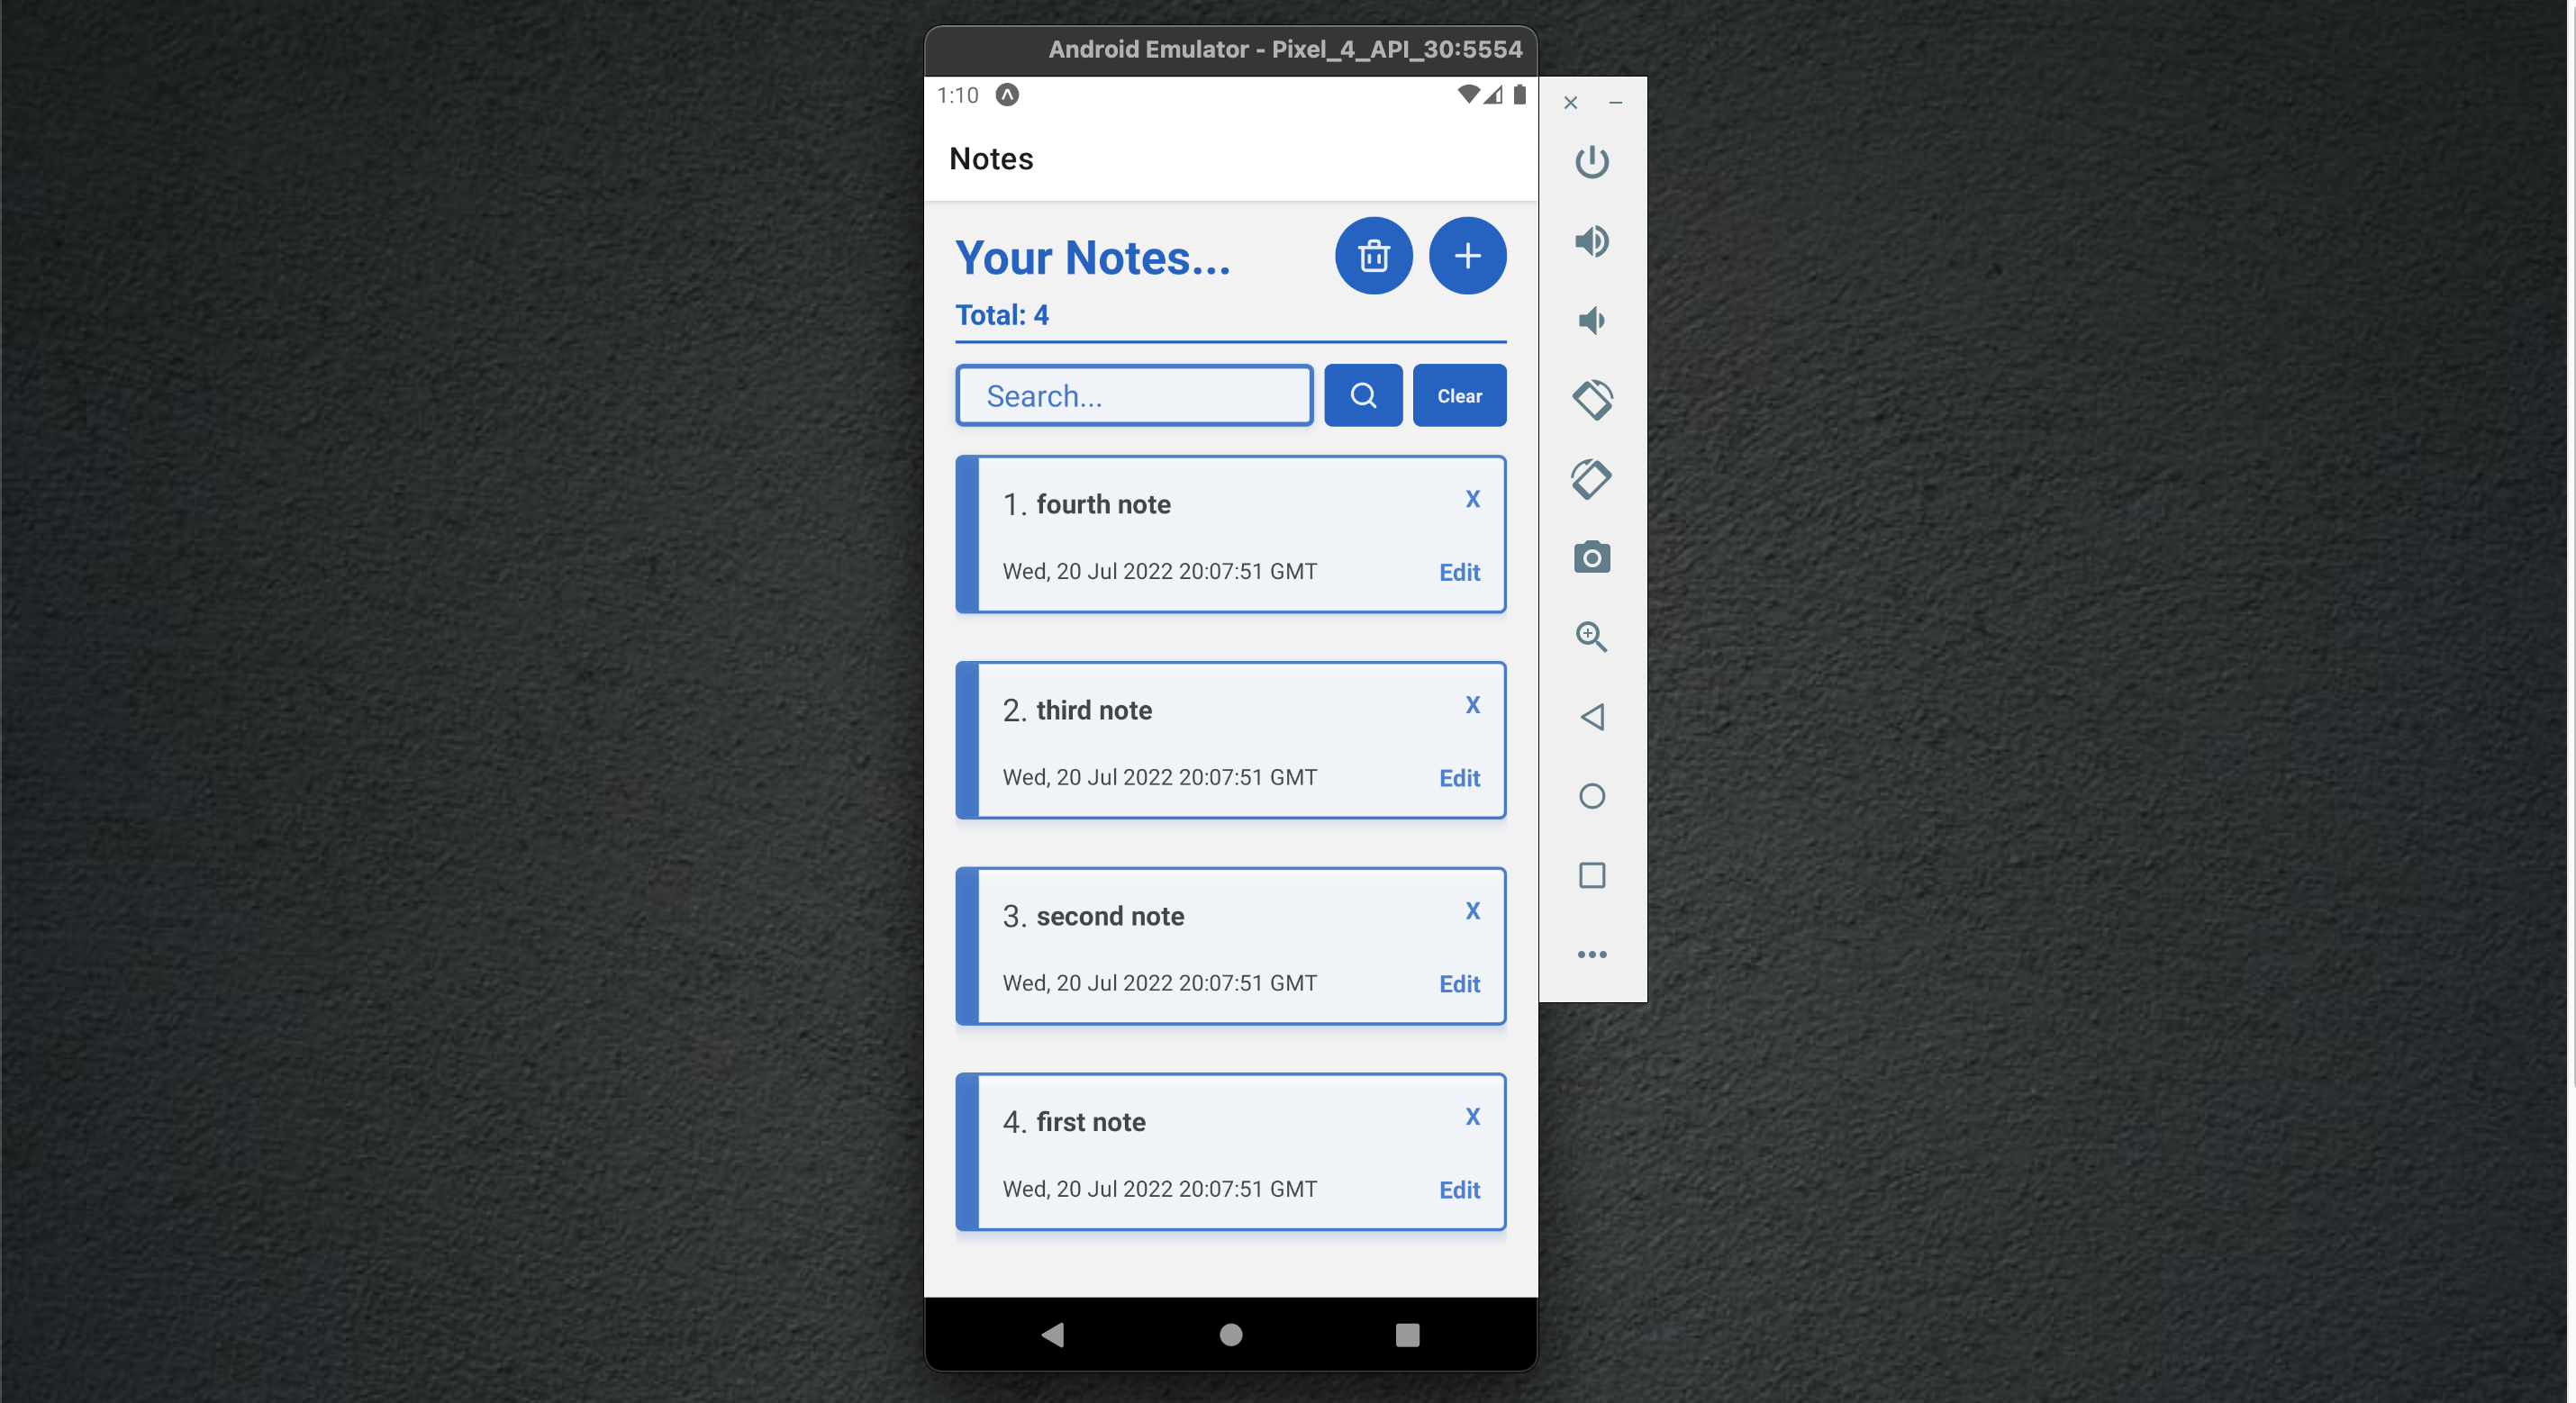 Android Emulator - Pixel_4_API_30:5554
1:10
Notes
Your Notes...
Total: 4
Search...
Clear
1. fourth note
X
Wed, 20 Jul 2022 20:07:51 GMT
Edit
2. third note
X
Wed, 20 Jul 2022 20:07:51 GMT
Edit
3. second note
X
Wed, 20 Jul 2022 20:07:51 GMT
Edit
4. first note
X
Wed, 20 Jul 2022 20:07:51 GMT
Edit